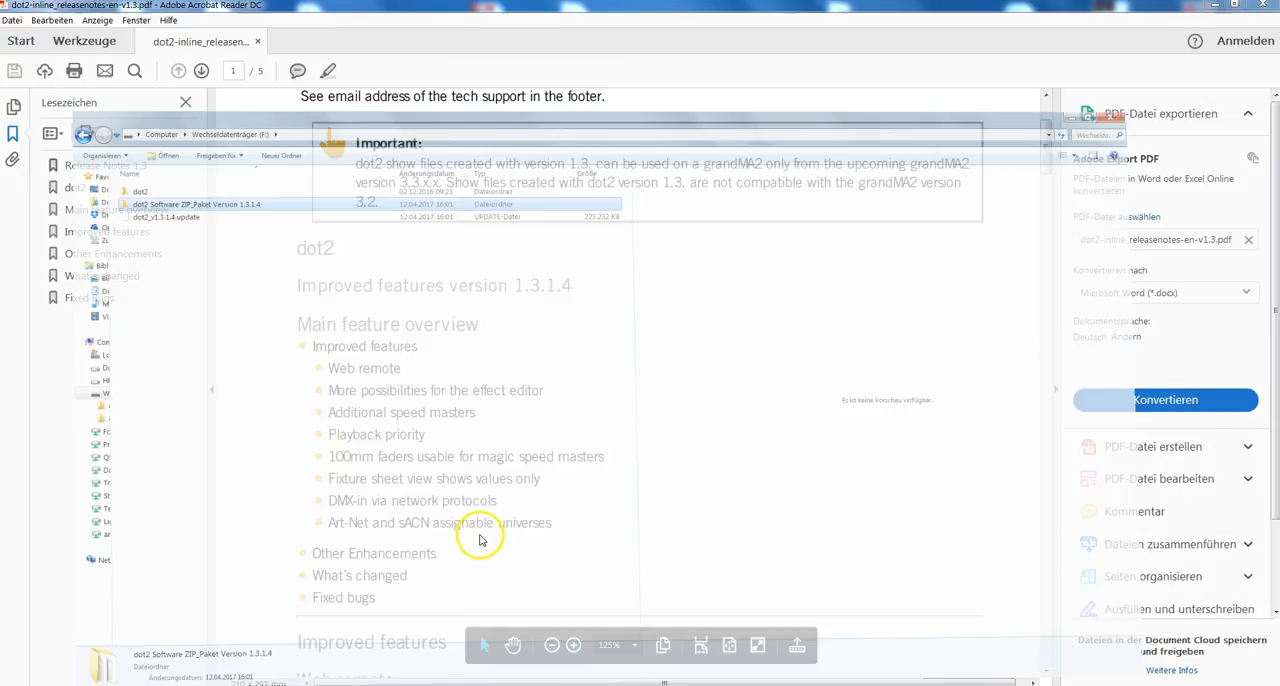 dot2-inline_releasenotes-en-v1.3.pdf - Adobe Acrobat Reader DC
Datei Bearbeiten Anzeige Fenster Hilfe
Start Werkzeuge dot2-inline_releasen... × Anmelden
1 / 5
Lesezeichen
See email address of the tech support in the footer.
PDF-Datei exportieren
Computer Wechseldatenträger (F:)
Organisieren Öffnen Freigeben für Neuer Ordner
Important:
dot2 show files created with version 1.3. can be used on a grandMA2 only from the upcoming grandMA2
version 3.3.x.x. Show files created with dot2 version 1.3. are not compatible with the grandMA2 version
3.2.
Name Änderungsdatum Typ Größe
dot2 02.12.2016 09:21 Dateiordner
dot2 Software ZIP_Paket Version 1.3.1.4 12.04.2017 16:01 Dateiordner
dot2_v1.3.1.4.update 12.04.2017 16:01 UPDATE-Datei 223.232 KB
Release Notes 1.3
dot2
Main feature overview
Improved features
Other Enhancements
What's changed
Fixed bugs
dot2
Improved features version 1.3.1.4
Main feature overview
Improved features
Web remote
More possibilities for the effect editor
Additional speed masters
Playback priority
100mm faders usable for magic speed masters
Fixture sheet view shows values only
DMX-in via network protocols
Art-Net and sACN assignable universes
Other Enhancements
What's changed
Fixed bugs
Improved features
Web remote
Es ist keine Vorschau verfügbar.
125%
Adobe Export PDF
PDF-Dateien in Word oder Excel Online
konvertieren
PDF-Datei auswählen
dot2-inline_releasenotes-en-v1.3.pdf
Konvertieren nach
Microsoft Word (*.docx)
Dokumentsprache:
Deutsch Ändern
Konvertieren
PDF-Datei erstellen
PDF-Datei bearbeiten
Kommentar
Dateien zusammenführen
Seiten organisieren
Ausfüllen und unterschreiben
Dateien in der Document Cloud speichern
und freigeben
Weitere Infos
dot2 Software ZIP_Paket Version 1.3.1.4
Dateiordner
Änderungsdatum: 12.04.2017 16:01
210 x 297 mm